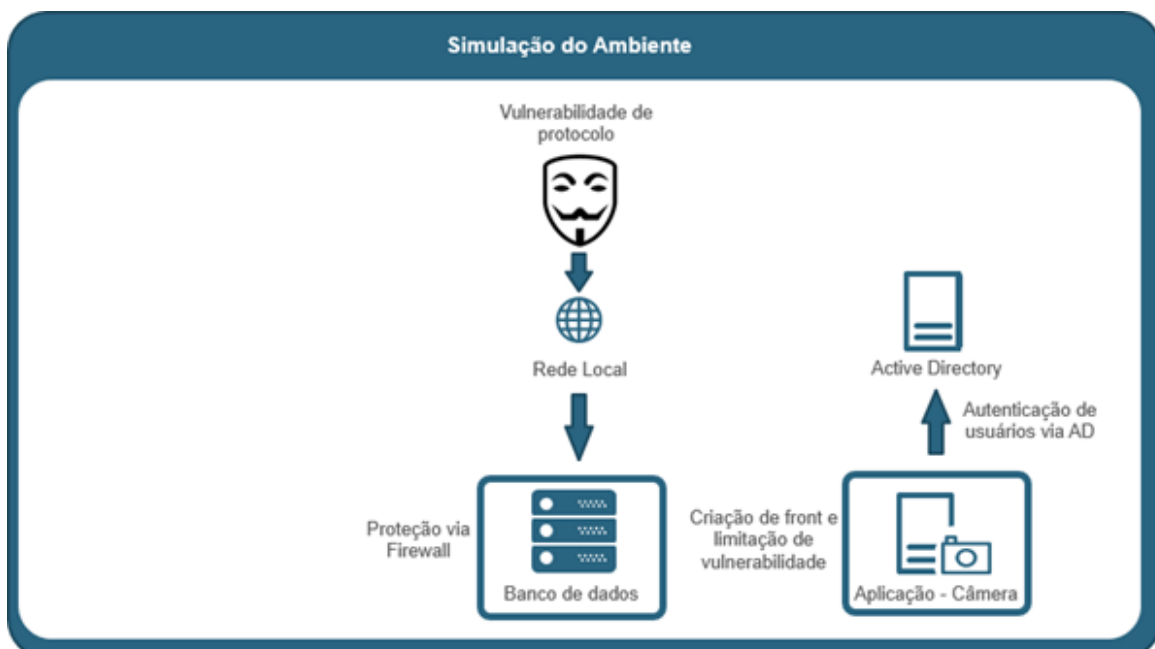 Simulação do Ambiente
Vulnerabilidade de
protocolo
Rede Local
Active Directory
Autenticação de
usuários via AD
Proteção via
Firewall
Banco de dados
Criação de front e
limitação de
vulnerabilidade
Aplicação - Câmera